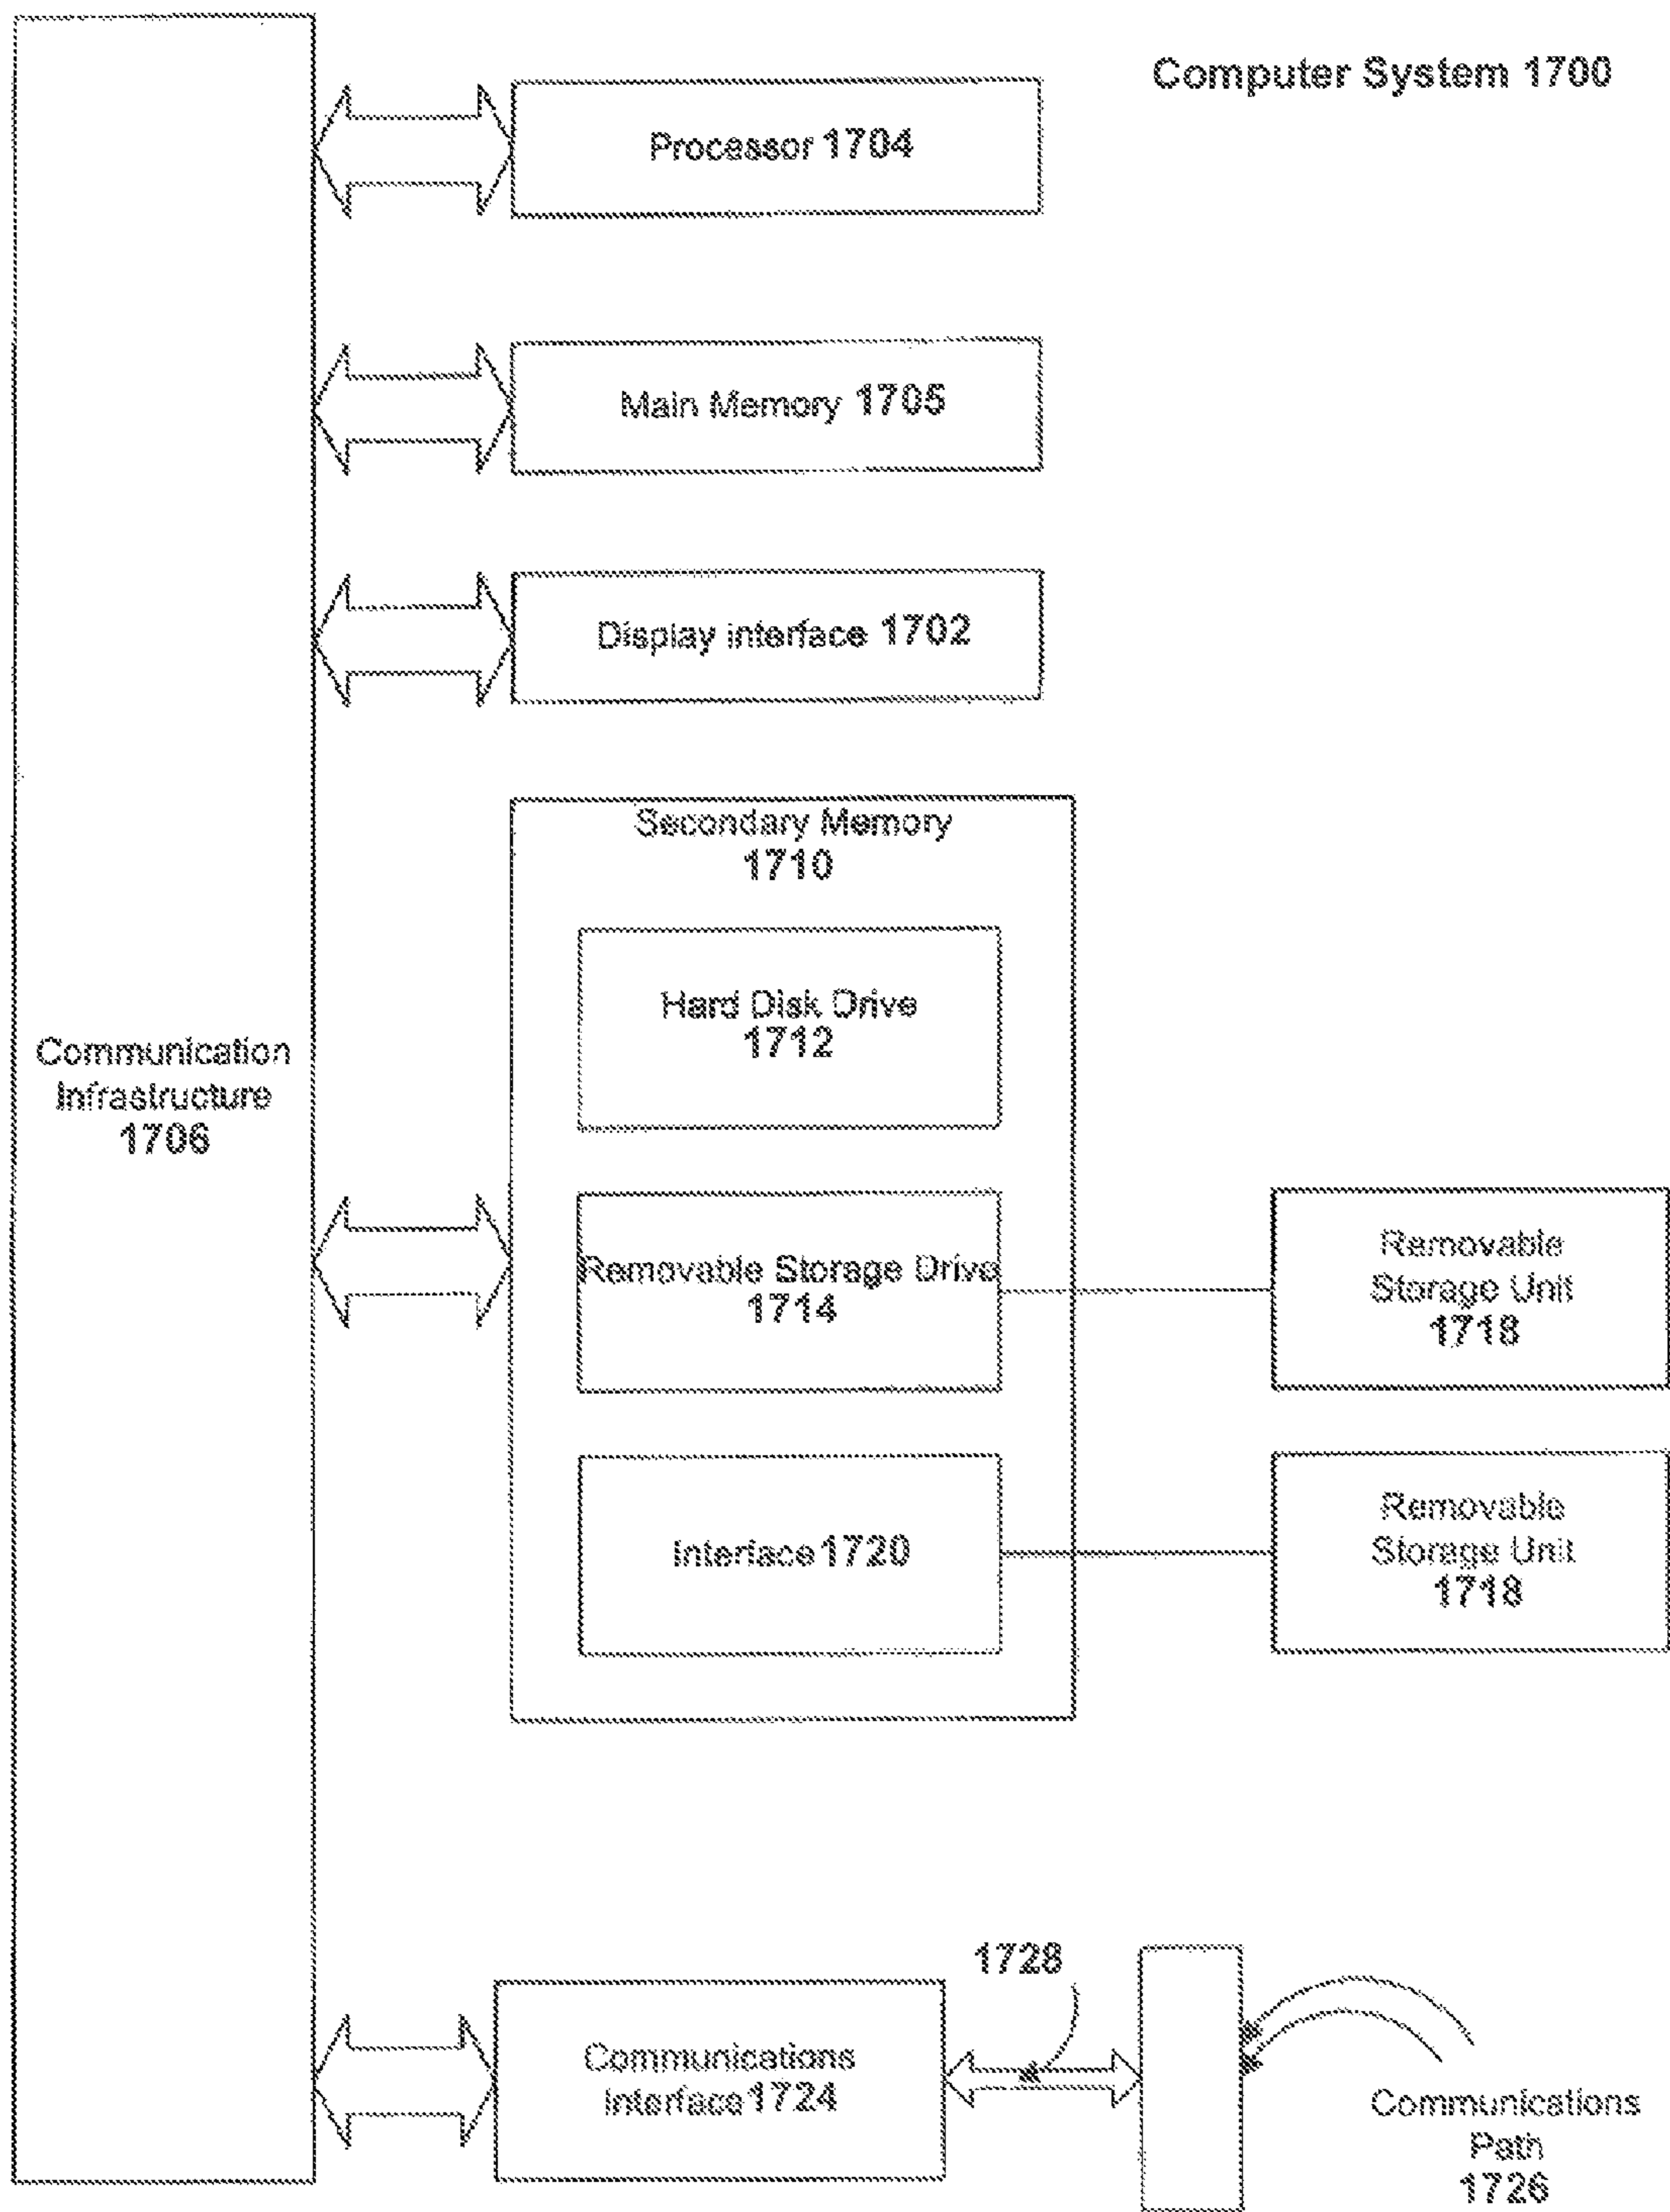 Computer System 1700
Processor 1704
Main Memory 1705
Display interface 1702
Secondary Memory
1710
Hard Disk Drive
1712
Communication
Infrastructure
1706
Removable Storage Drive
1714
Removable
Storage Unit
1718
Interface 1720
Removable
Storage Unit
1718
1728
Communications
Interface 1724
Communications
Path
1726